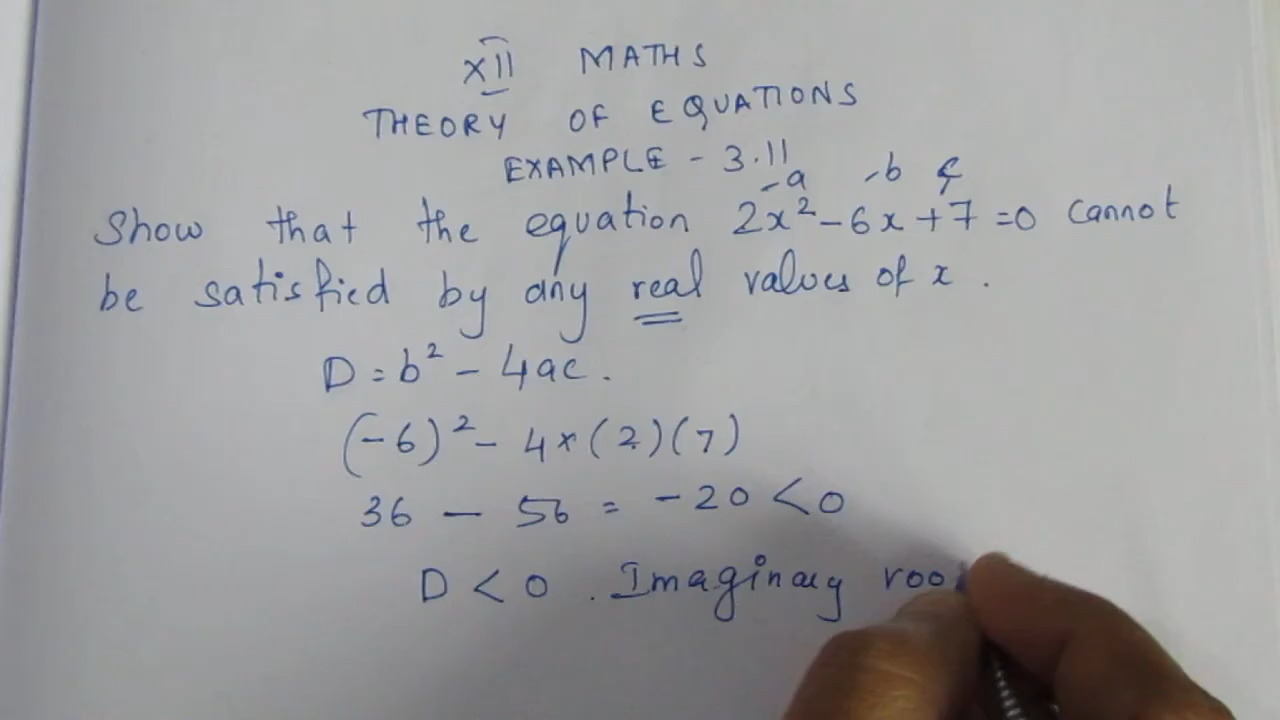 XII MATHS
THEORY OF EQUATIONS
EXAMPLE - 3.11
-a -b c
Show that the equation 2x² - 6x + 7 = 0 cannot
be satisfied by any real values of x .
D = b² - 4ac .
(-6)² - 4 × (2)(7)
36 - 56 = -20 < 0
D < 0 . Imaginary roo